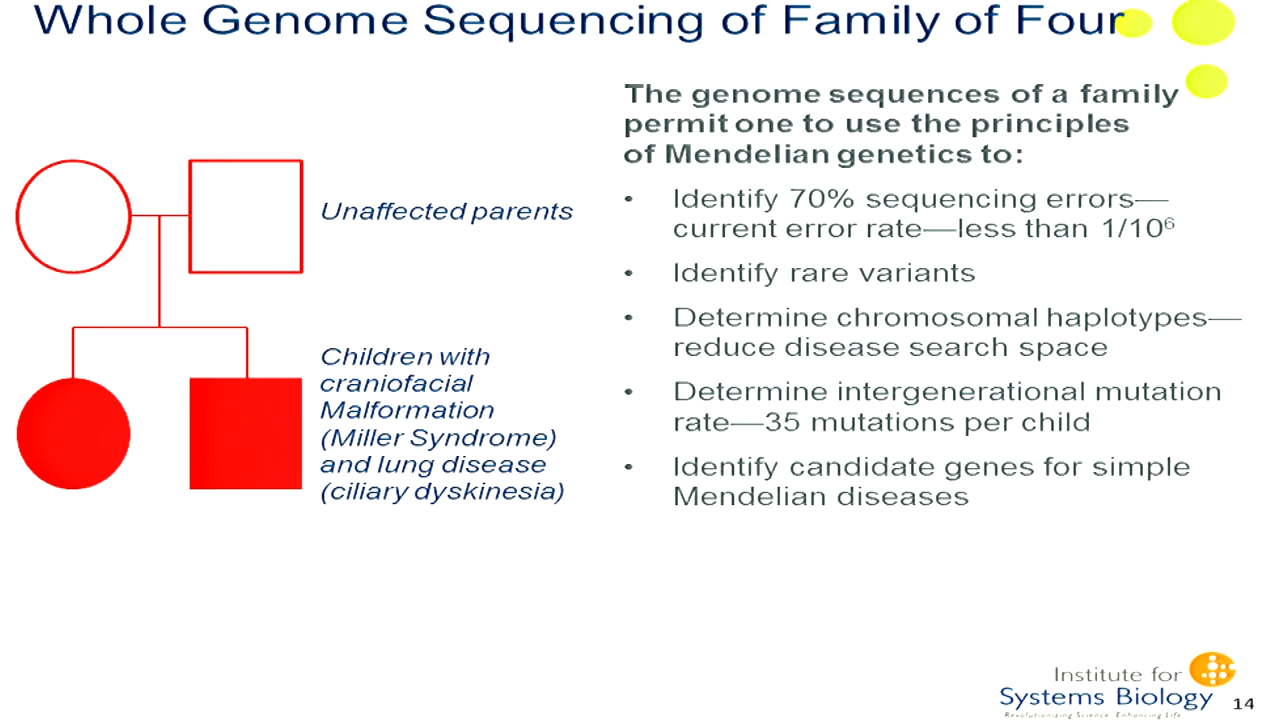 Whole Genome Sequencing of Family of Four
The genome sequences of a family
permit one to use the principles
of Mendelian genetics to:
• Identify 70% sequencing errors—
current error rate—less than 1/10⁶
• Identify rare variants
• Determine chromosomal haplotypes—
reduce disease search space
• Determine intergenerational mutation
rate—35 mutations per child
• Identify candidate genes for simple
Mendelian diseases
Unaffected parents
Children with
craniofacial
Malformation
(Miller Syndrome)
and lung disease
(ciliary dyskinesia)
Institute for
Systems Biology
Revolutionizing Science. Enhancing Life.
14